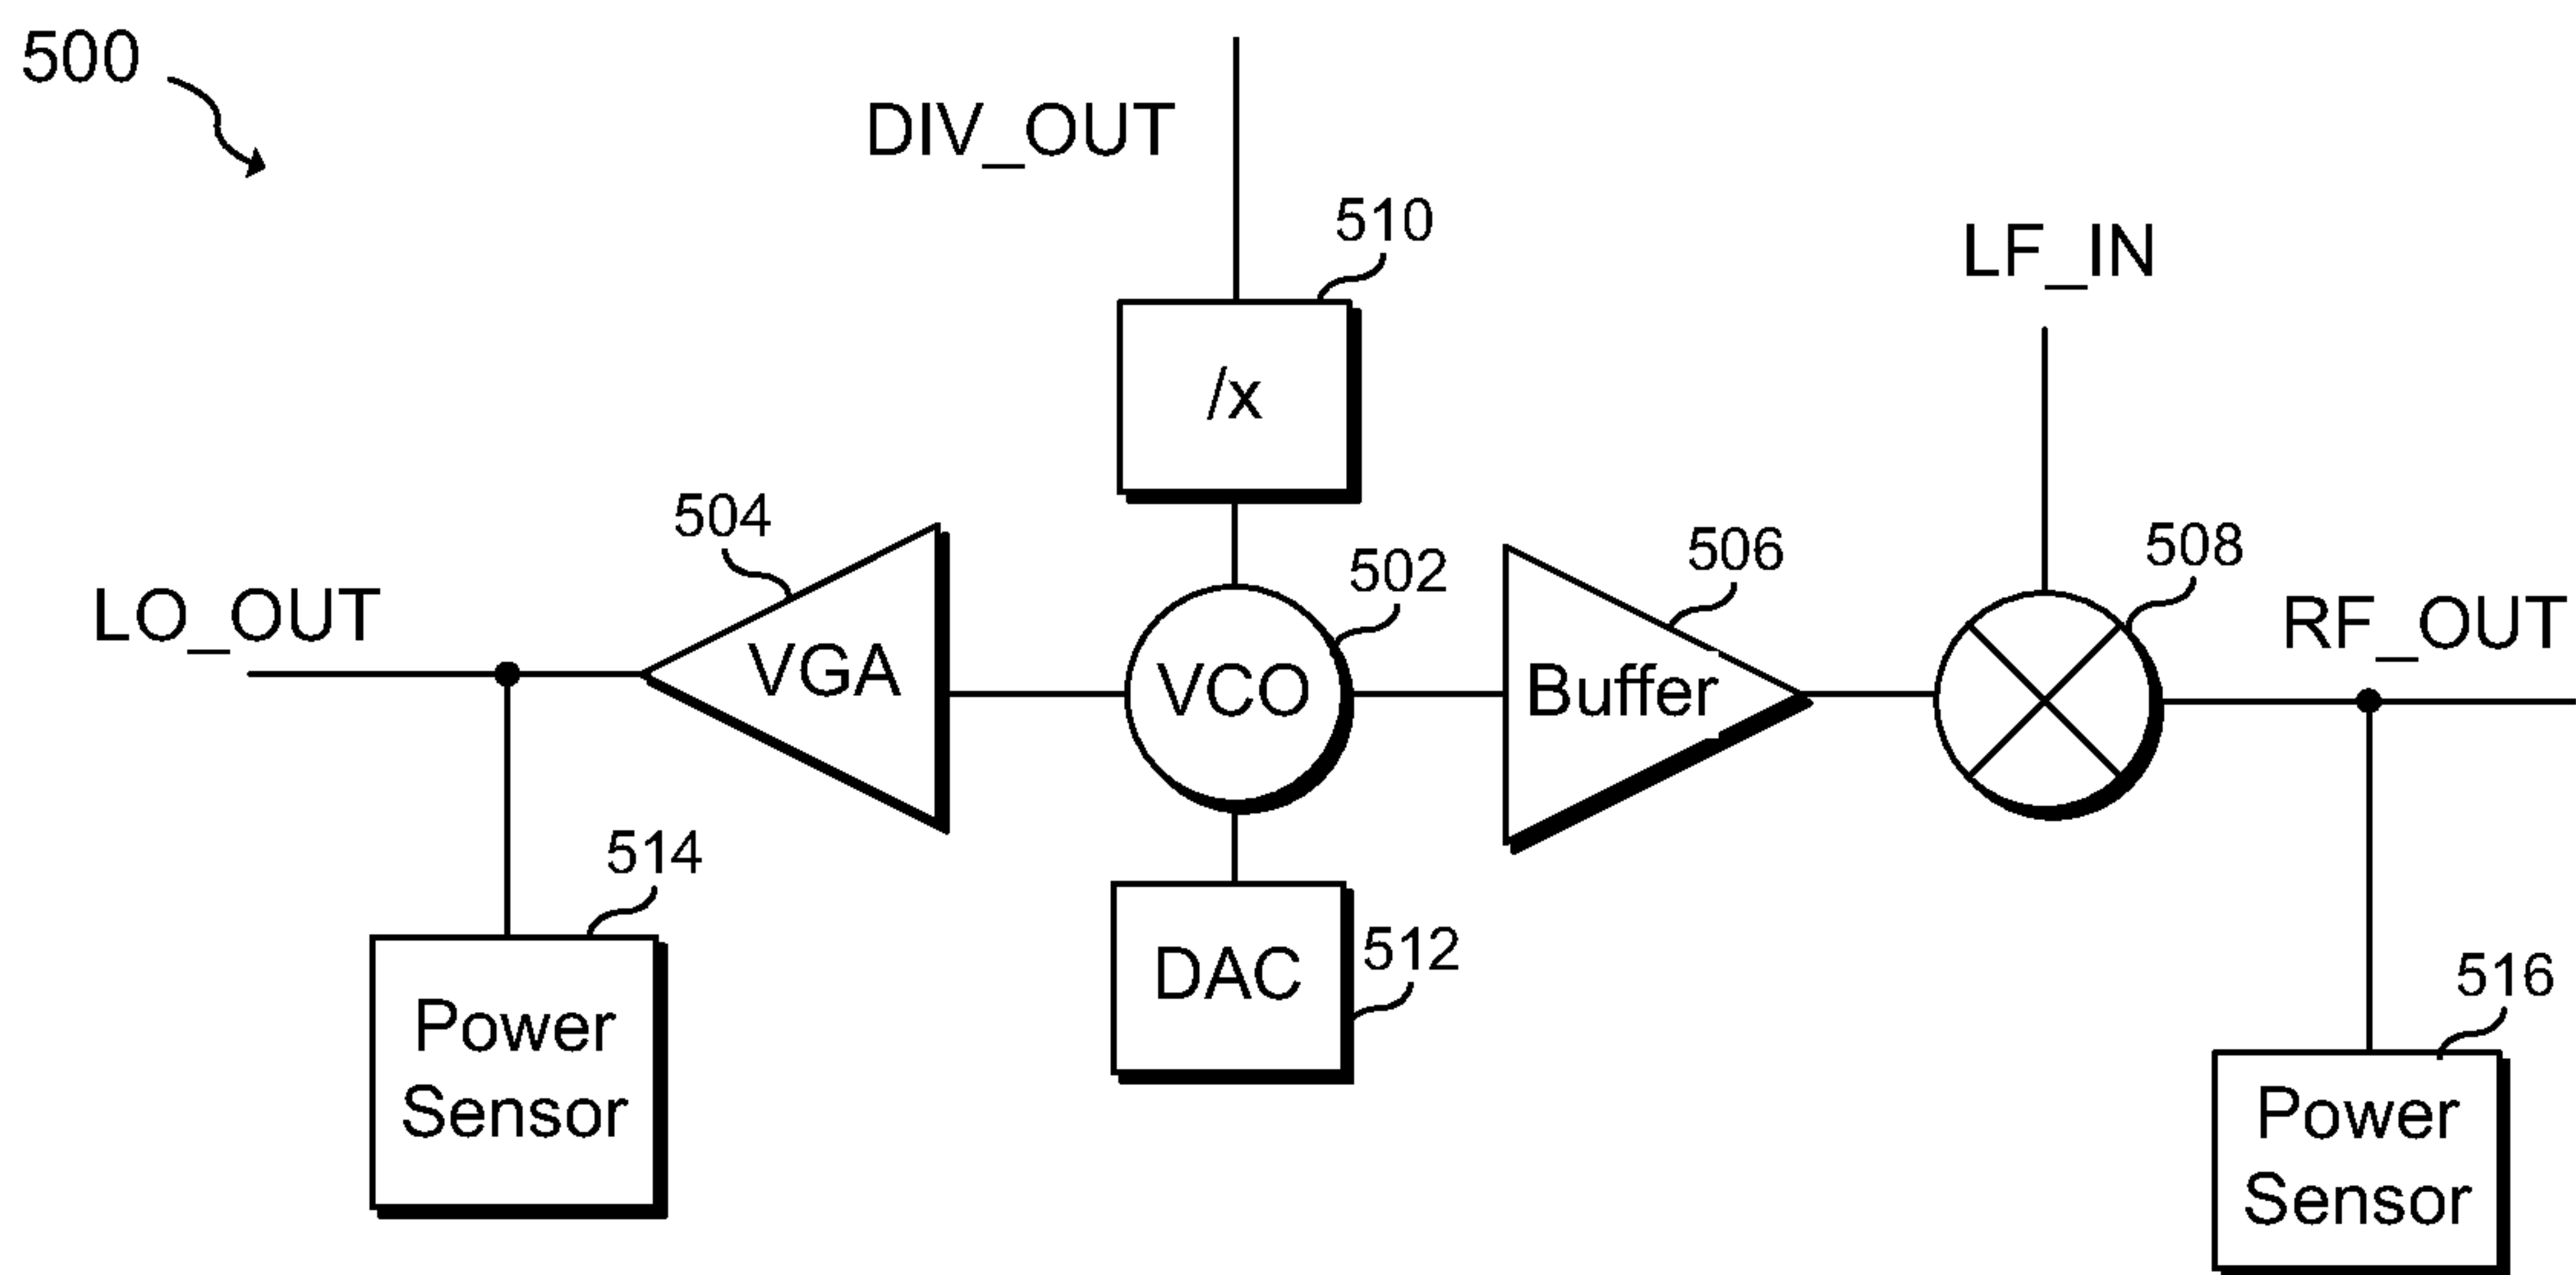 500
DIV_OUT
510
LF_IN
/x
504
502
506
508
LO_OUT
RF_OUT
VGA
VCO
Buffer
514
512
516
DAC
Power
Sensor
Power
Sensor